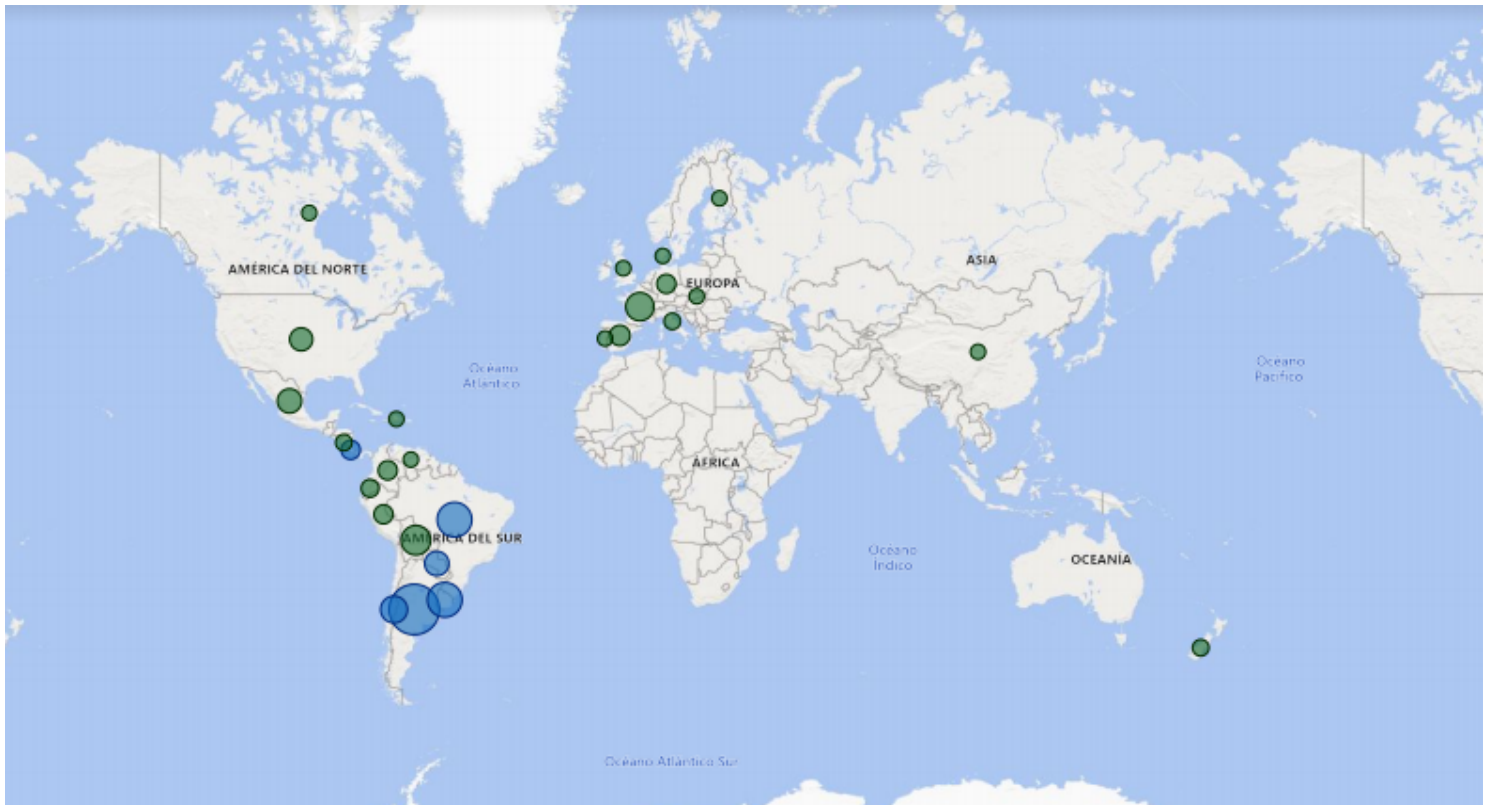 AMÉRICA DEL NORTE
ASIA
EUROPA
Océano
Atlántico
Océano
Pacífico
ÁFRICA
AMÉRICA DEL SUR
Océano
Índico
OCEANÍA
Océano Atlántico Sur